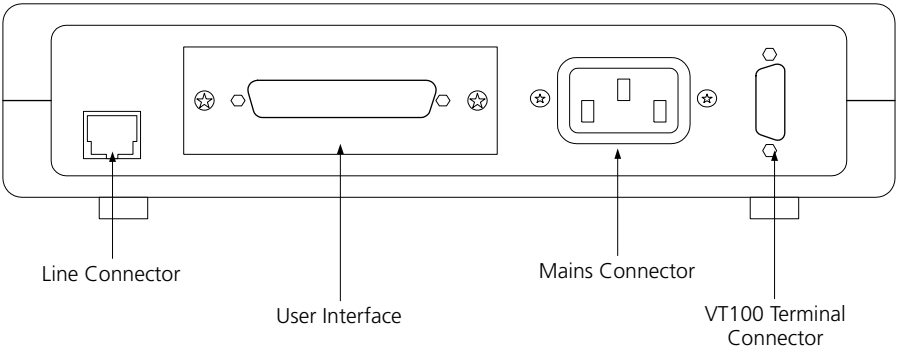 Line Connector
User Interface
Mains Connector
VT100 Terminal
Connector